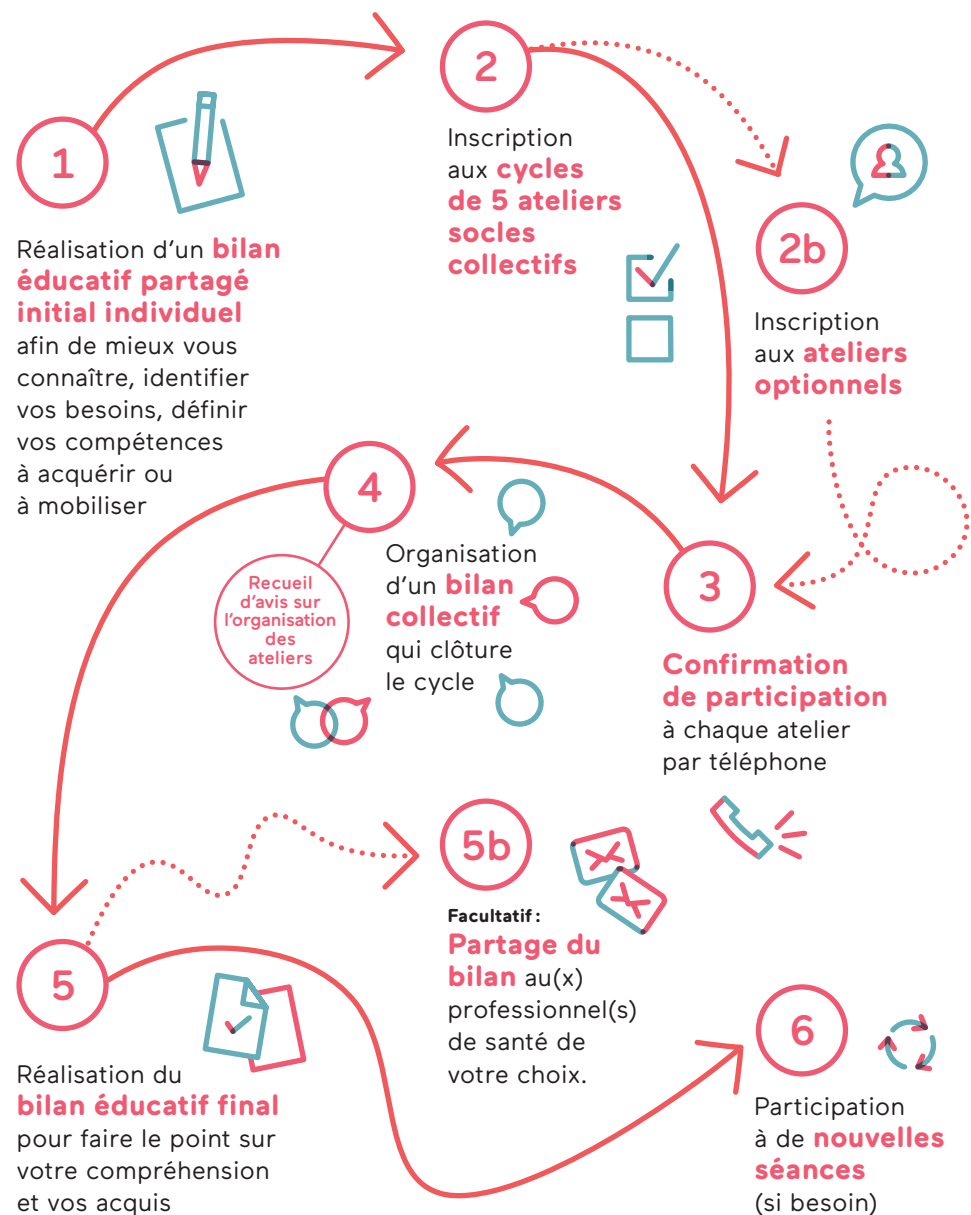 1
Réalisation d'un bilan
éducatif partagé
initial individuel
afin de mieux vous
connaître, identifier
vos besoins, définir
vos compétences
à acquérir ou
à mobiliser
2
Inscription
aux cycles
de 5 ateliers
socles
collectifs
2b
Inscription
aux ateliers
optionnels
3
Confirmation
de participation
à chaque atelier
par téléphone
4
Organisation
d'un bilan
collectif
qui clôture
le cycle
Recueil
d'avis sur
l'organisation
des
ateliers
5
Réalisation du
bilan éducatif final
pour faire le point sur
votre compréhension
et vos acquis
5b
Facultatif :
Partage du
bilan au(x)
professionnel(s)
de santé de
votre choix.
6
Participation
à de nouvelles
séances
(si besoin)